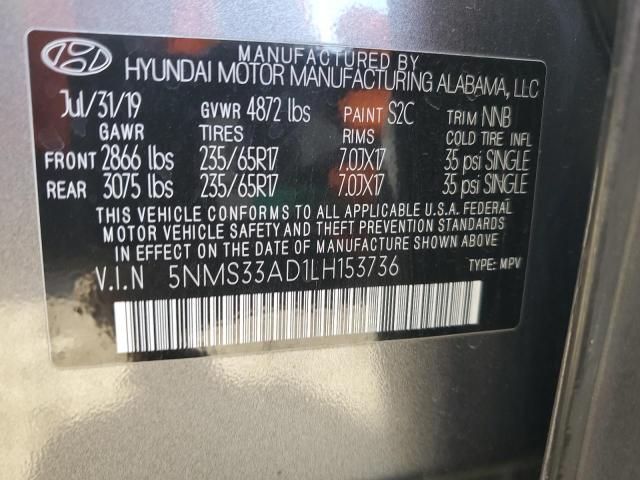 MANUFACTURED BY
HYUNDAI MOTOR MANUFACTURING ALABAMA, LLC
Jul/31/19 GVWR 4872 lbs PAINT S2C TRIM NNB
GAWR TIRES RIMS COLD TIRE INFL
FRONT 2866 lbs 235/65R17 7.0JX17 35 psi SINGLE
REAR 3075 lbs 235/65R17 7.0JX17 35 psi SINGLE
THIS VEHICLE CONFORMS TO ALL APPLICABLE U.S.A. FEDERAL
MOTOR VEHICLE SAFETY AND THEFT PREVENTION STANDARDS
IN EFFECT ON THE DATE OF MANUFACTURE SHOWN ABOVE
V.I.N 5NMS33AD1LH153736 TYPE: MPV